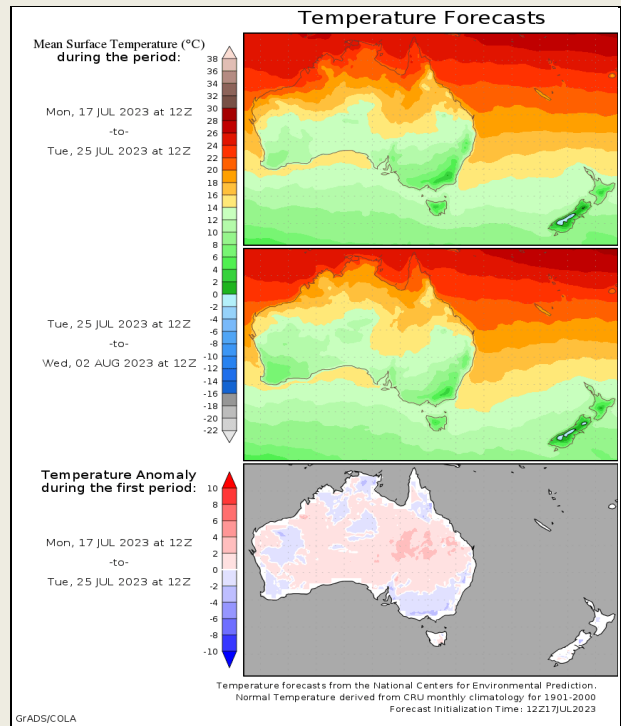 Temperature Forecasts
Mean Surface Temperature (°C)
during the period:
Mon, 17 JUL 2023 at 12Z
-to-
Tue, 25 JUL 2023 at 12Z
38
36
34
32
30
28
26
24
22
20
18
16
14
12
10
9
8
6
4
2
0
-2
-4
-6
-8
-10
-12
-14
-16
-17
-18
-20
-22
Tue, 25 JUL 2023 at 12Z
-to-
Wed, 02 AUG 2023 at 12Z
Temperature Anomaly
during the first period:
Mon, 17 JUL 2023 at 12Z
-to-
Tue, 25 JUL 2023 at 12Z
10
8
6
4
2
0
-2
-4
-6
-8
-10
Temperature forecasts from the National Centers for Environmental Prediction.
Normal Temperature derived from CRU monthly climatology for 1901-2000
Forecast Initialization Time: 12Z17JUL2023
GrADS/COLA